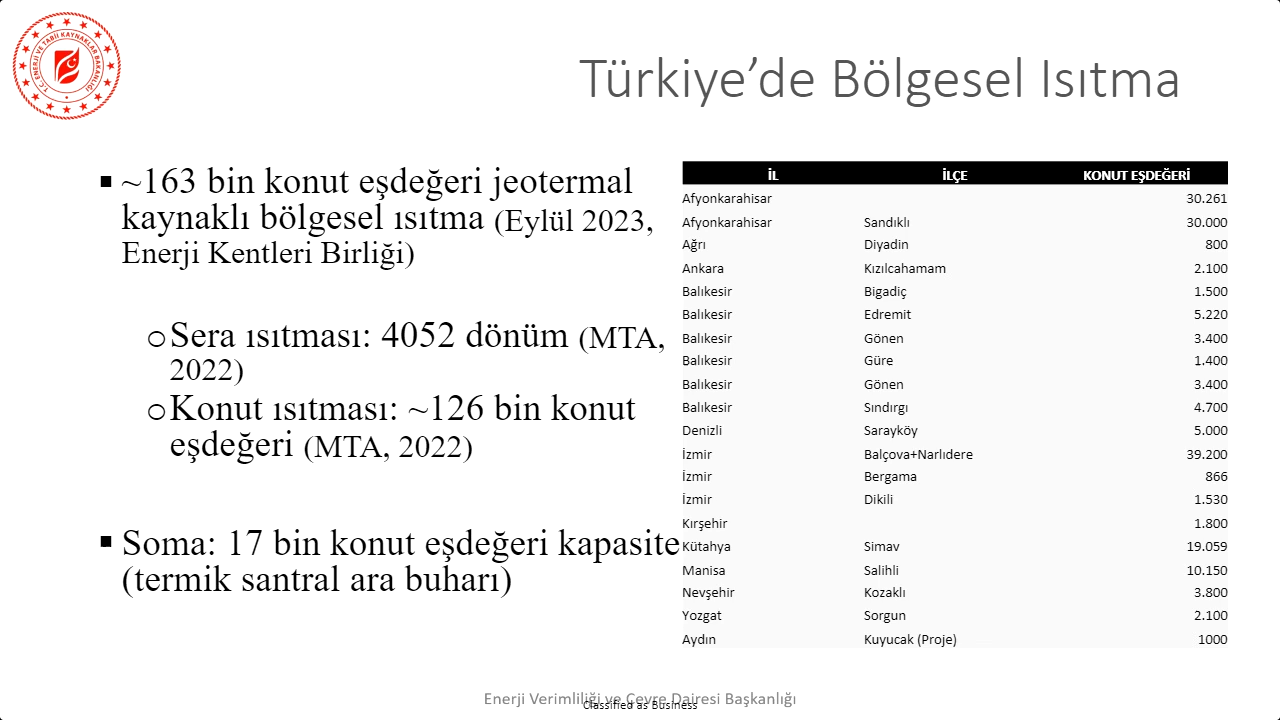 T.C. ENERJİ VE TABİİ KAYNAKLAR BAKANLIĞI
Türkiye’de Bölgesel Isıtma
▪ ~163 bin konut eşdeğeri jeotermal
kaynaklı bölgesel ısıtma (Eylül 2023,
Enerji Kentleri Birliği)
o Sera ısıtması: 4052 dönüm (MTA,
2022)
o Konut ısıtması: ~126 bin konut
eşdeğeri (MTA, 2022)
▪ Soma: 17 bin konut eşdeğeri kapasite
(termik santral ara buharı)
İL İLÇE KONUT EŞDEĞERİ
Afyonkarahisar 30.261
Afyonkarahisar Sandıklı 30.000
Ağrı Diyadin 800
Ankara Kızılcahamam 2.100
Balıkesir Bigadiç 1.500
Balıkesir Edremit 5.220
Balıkesir Gönen 3.400
Balıkesir Güre 1,400
Balıkesir Gönen 3.400
Balıkesir Sındırgı 4.700
Denizli Sarayköy 5.000
İzmir Balçova+Narlıdere 39.200
İzmir Bergama 866
İzmir Dikili 1.530
Kırşehir 1.800
Kütahya Simav 19.059
Manisa Salihli 10.150
Nevşehir Kozaklı 3.800
Yozgat Sorgun 2.100
Aydın Kuyucak (Proje) 1000
Enerji Verimliliği ve Çevre Dairesi Başkanlığı
Classified as Business